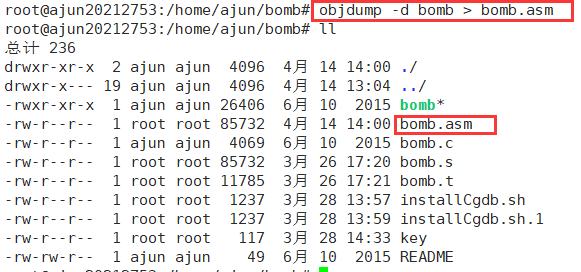 root@ajun20212753:/home/ajun/bomb# objdump -d bomb > bomb.asm
root@ajun20212753:/home/ajun/bomb# ll
总计 236
drwxr-xr-x  2 ajun ajun  4096  4月 14 14:00 ./
drwxr-x--- 19 ajun ajun  4096  4月 14 13:04 ../
-rwxr-xr-x  1 ajun ajun 26406  6月 10  2015 bomb*
-rw-r--r--  1 root root 85732  4月 14 14:00 bomb.asm
-rw-r--r--  1 ajun ajun  4069  6月 10  2015 bomb.c
-rw-r--r--  1 root root 85732  3月 26 17:20 bomb.s
-rw-r--r--  1 root root 11785  3月 26 17:21 bomb.t
-rw-r--r--  1 root root  1237  3月 28 13:57 installCgdb.sh
-rw-r--r--  1 root root  1237  3月 28 13:59 installCgdb.sh.1
-rw-r--r--  1 root root   117  3月 28 14:33 key
-rw-rw-r--  1 ajun ajun    49  6月 10  2015 README